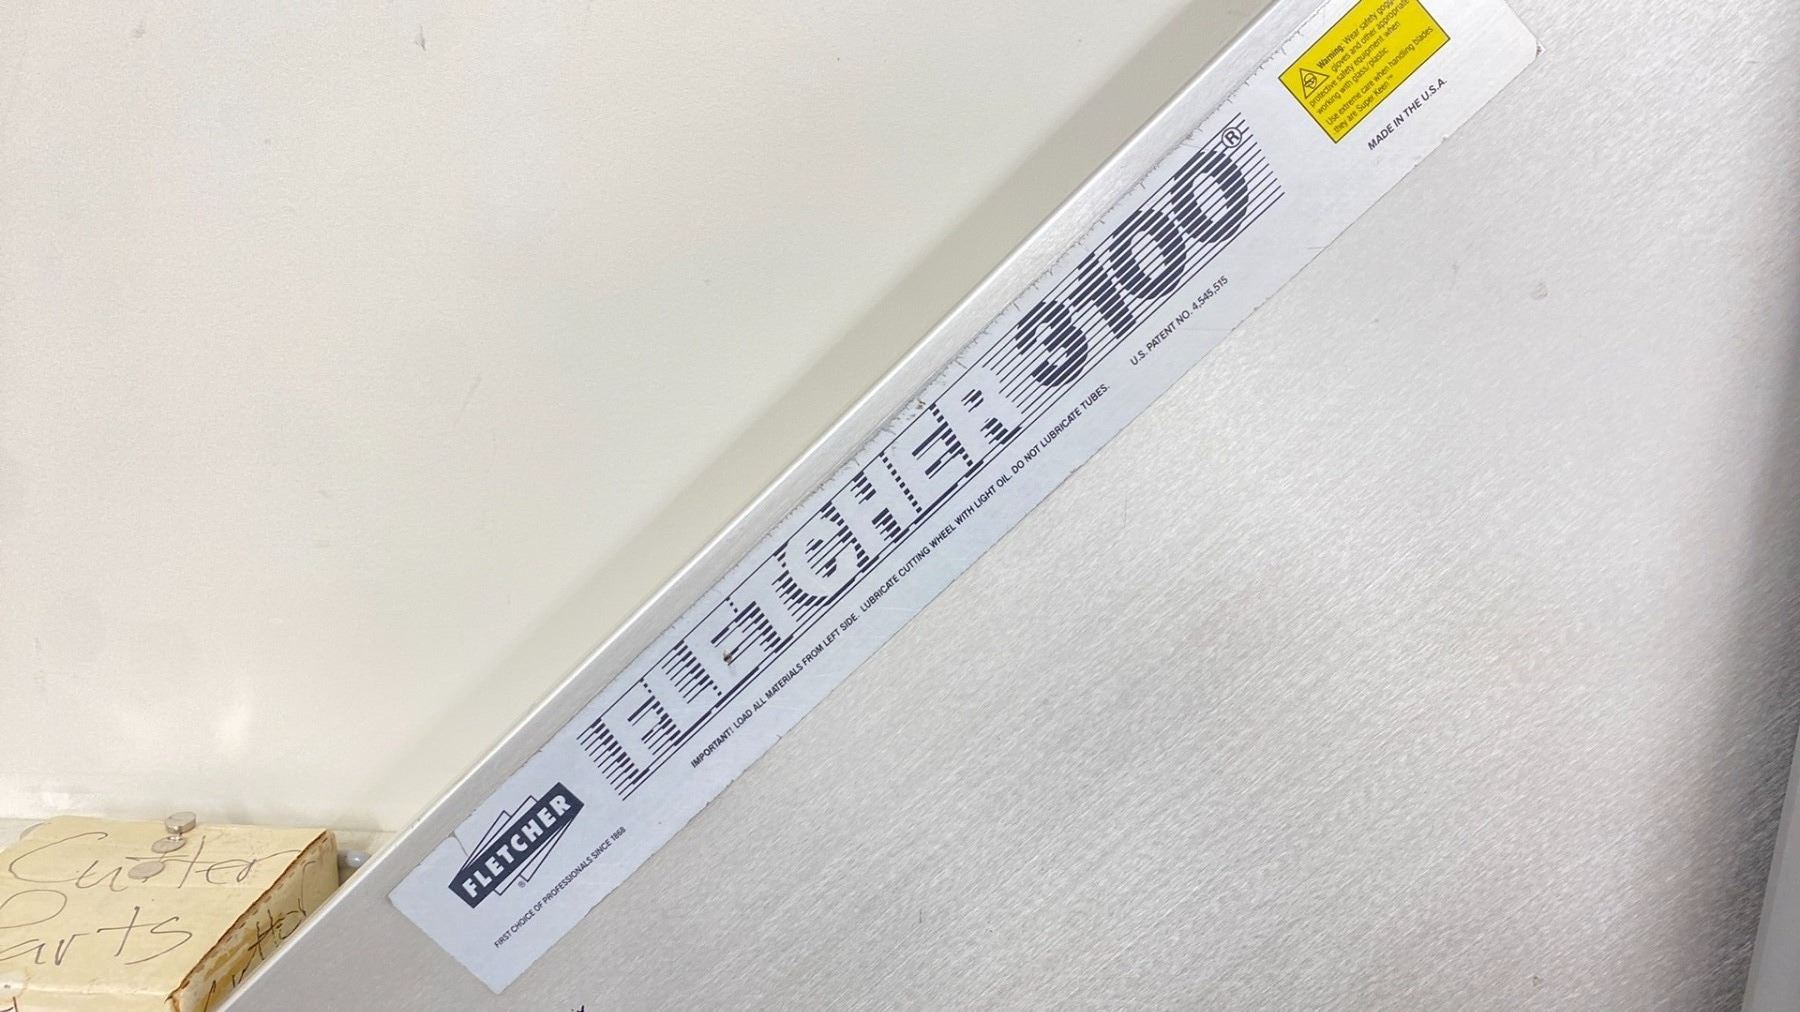 FLETCHER 3100®
IMPORTANT! LOAD ALL MATERIALS FROM LEFT SIDE. LUBRICATE CUTTING WHEEL WITH LIGHT OIL. DO NOT LUBRICATE TUBES.
U.S. PATENT NO. 4,545,515
FLETCHER®
FIRST CHOICE OF PROFESSIONALS SINCE 1868
Warning: Wear safety
gloves and other appropriate
protective safety equipment when
working with glass/plastic
Use extreme care when handling blades
they are Super Keen™
MADE IN THE U.S.A.
Cutter
Parts